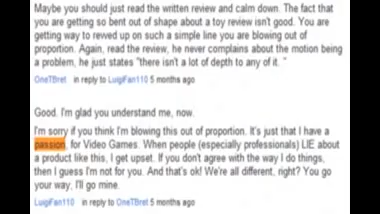 Maybe you should just read the written review and calm down. The fact that
you are getting so bent out of shape about a toy review isn't good. You are
getting way to reved up on such a simple line you are blowing out of
proportion. Again, read the review, he never complains about the motion being
a problem, he just states "there isn't a lot of depth to any of it. "
OneTBret in reply to LuigiFan110 5 months ago
Good. I'm glad you understand me, now.
I'm sorry if you think I'm blowing this out of proportion. It's just that I have a
passion, for Video Games. When people (especially professionals) LIE about
a product like this, I get upset. If you don't agree with the way I do things,
then I guess I'm not for you. And that's ok! We're all different, right? You go
your way, I'll go mine.
LuigiFan110 in reply to OneTBret 5 months ago